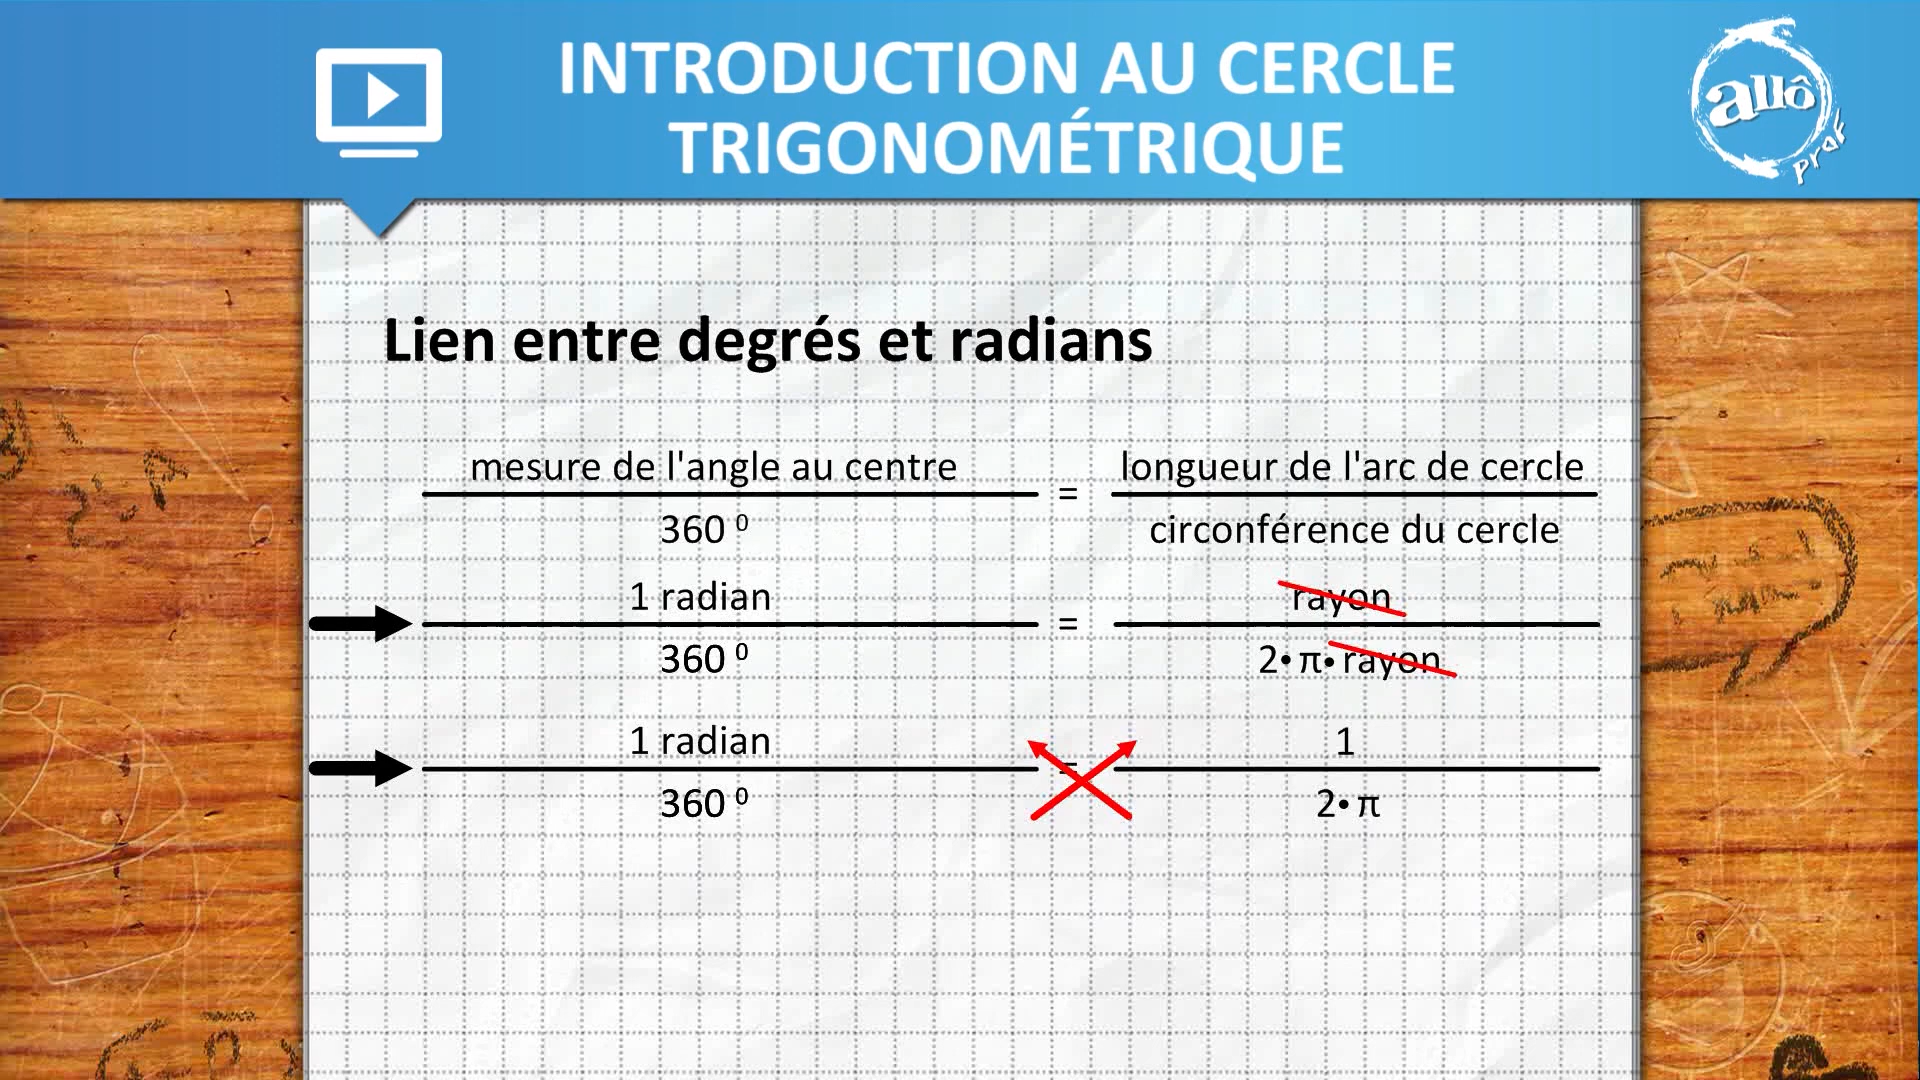 INTRODUCTION AU CERCLE
TRIGONOMÉTRIQUE
allô
prof
Lien entre degrés et radians
mesure de l'angle au centre = longueur de l'arc de cercle
360 ⁰ circonférence du cercle
1 radian = rayon
360 ⁰ 2• π• rayon
1 radian = 1
360 ⁰ 2• π